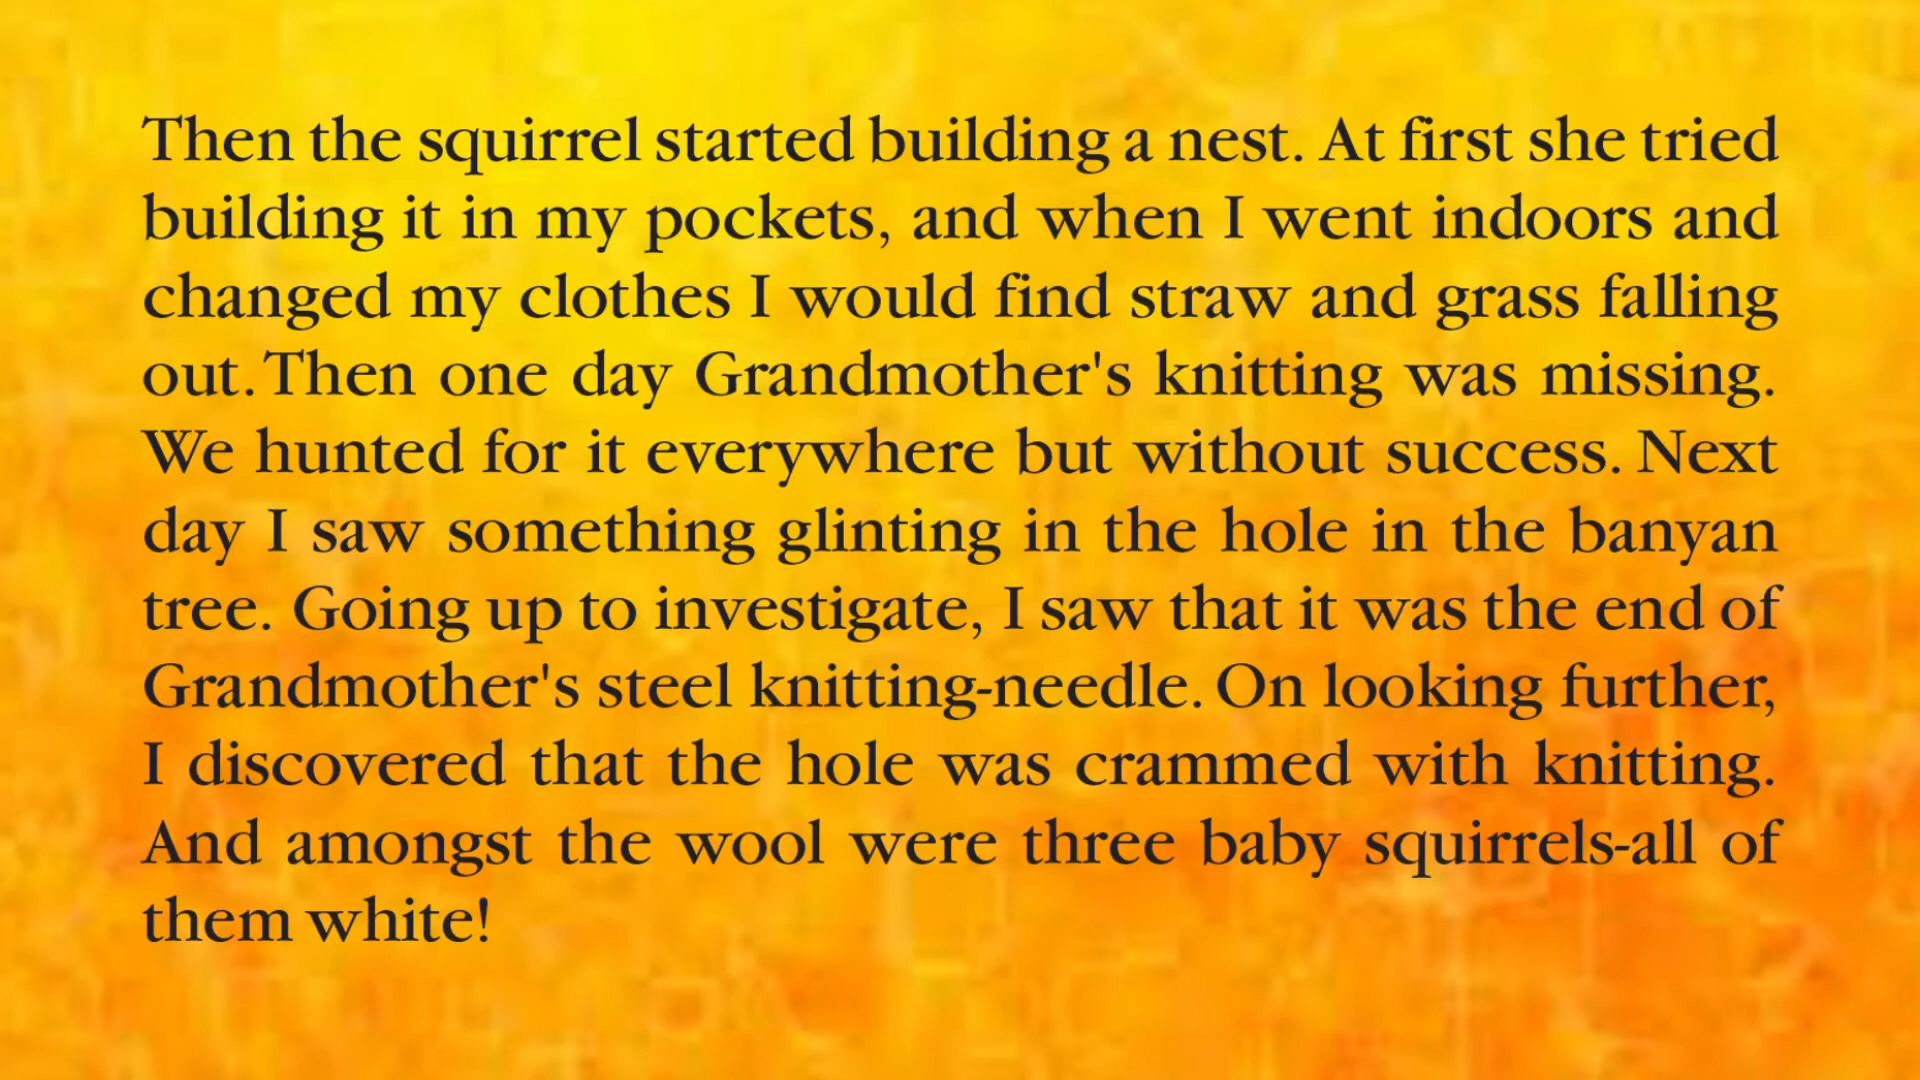 Then the squirrel started building a nest. At first she tried
building it in my pockets, and when I went indoors and
changed my clothes I would find straw and grass falling
out. Then one day Grandmother's knitting was missing.
We hunted for it everywhere but without success. Next
day I saw something glinting in the hole in the banyan
tree. Going up to investigate, I saw that it was the end of
Grandmother's steel knitting-needle. On looking further,
I discovered that the hole was crammed with knitting.
And amongst the wool were three baby squirrels-all of
them white!